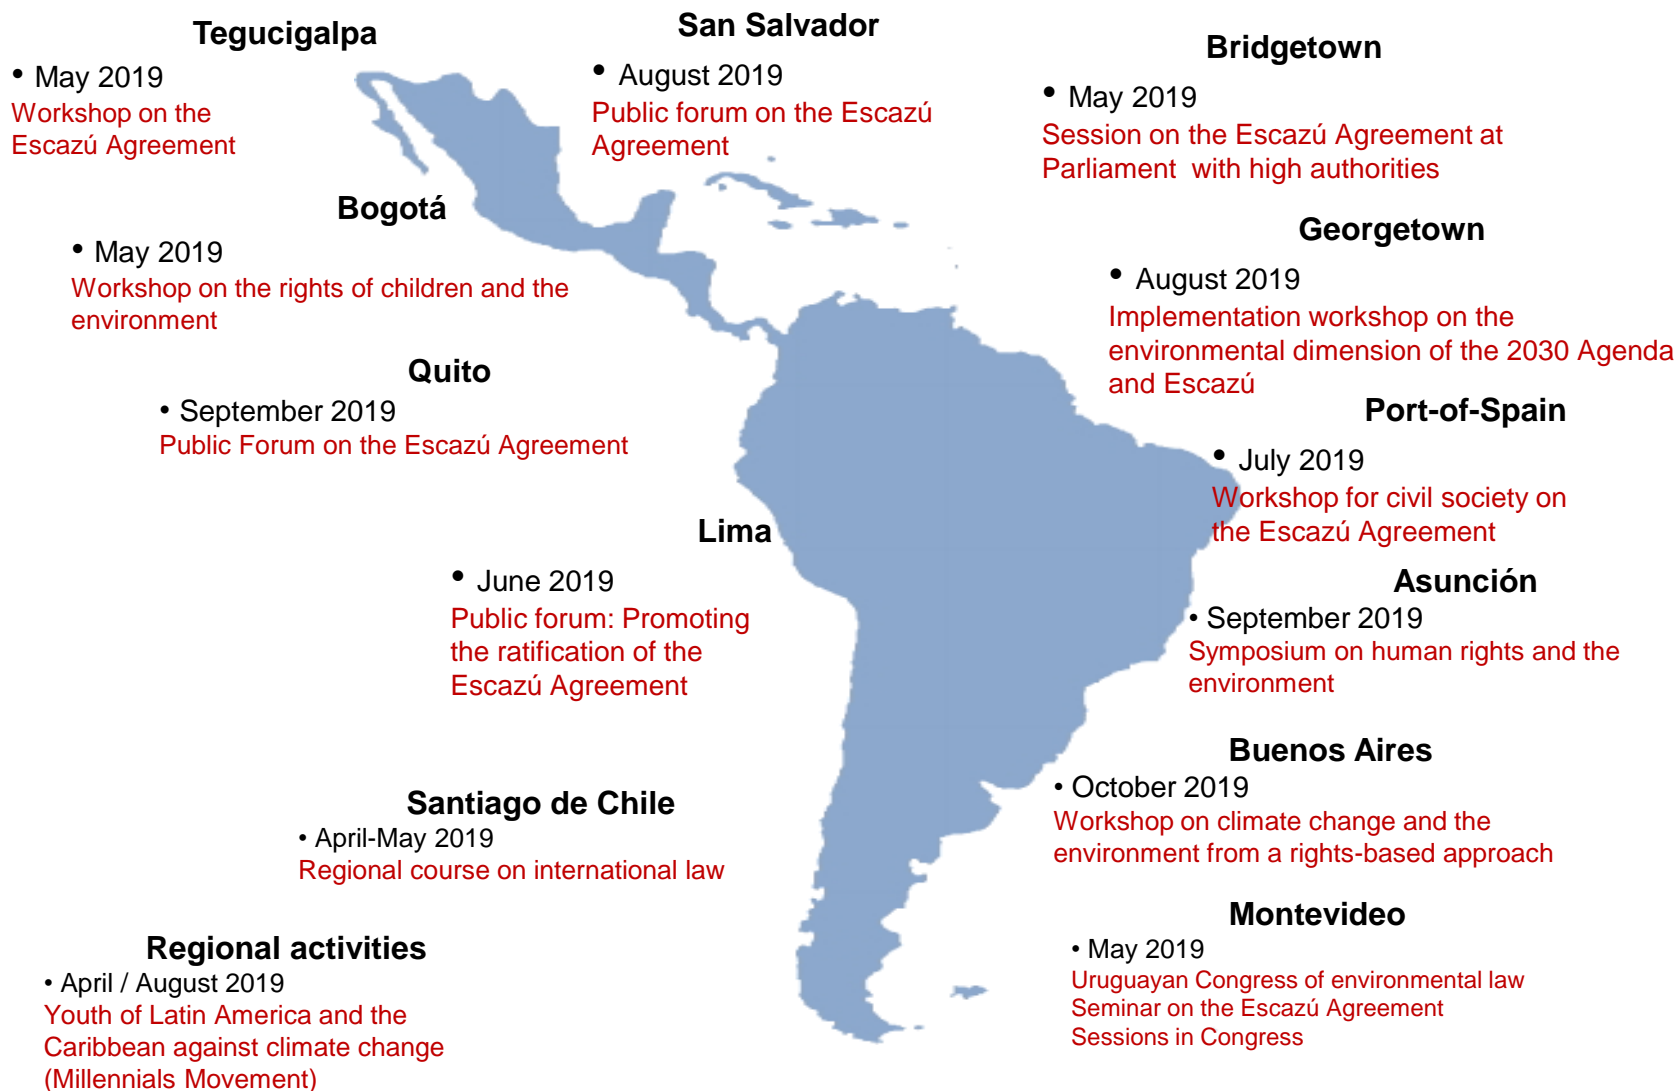 Tegucigalpa
• May 2019
Workshop on the
Escazú Agreement
San Salvador
• August 2019
Public forum on the Escazú
Agreement
Bridgetown
• May 2019
Session on the Escazú Agreement at
Parliament with high authorities
Bogotá
• May 2019
Workshop on the rights of children and the
environment
Georgetown
• August 2019
Implementation workshop on the
environmental dimension of the 2030 Agenda
and Escazú
Quito
• September 2019
Public Forum on the Escazú Agreement
Port-of-Spain
• July 2019
Workshop for civil society on
the Escazú Agreement
Lima
• June 2019
Public forum: Promoting
the ratification of the
Escazú Agreement
Asunción
• September 2019
Symposium on human rights and the
environment
Buenos Aires
• October 2019
Workshop on climate change and the
environment from a rights-based approach
Santiago de Chile
• April-May 2019
Regional course on international law
Montevideo
• May 2019
Uruguayan Congress of environmental law
Seminar on the Escazú Agreement
Sessions in Congress
Regional activities
• April / August 2019
Youth of Latin America and the
Caribbean against climate change
(Millennials Movement)